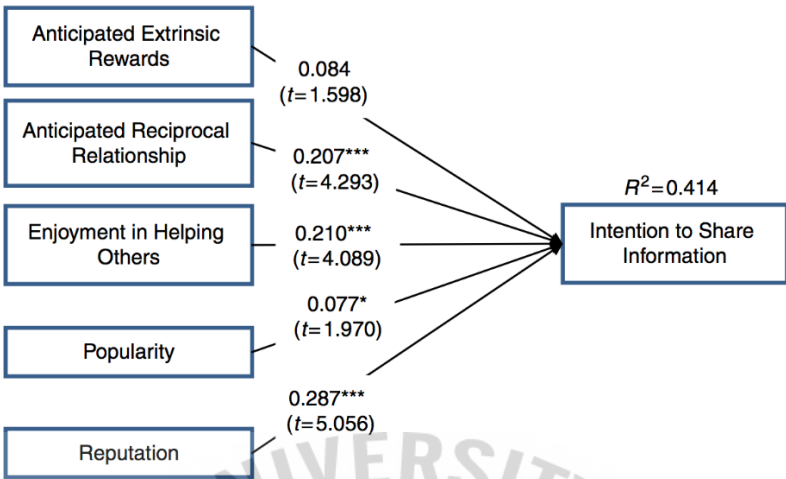 Anticipated Extrinsic
Rewards
0.084
(t=1.598)
Anticipated Reciprocal
Relationship
0.207***
(t=4.293)
R²=0.414
Enjoyment in Helping
Others
0.210***
(t=4.089)
Intention to Share
Information
0.077*
(t=1.970)
Popularity
0.287***
(t=5.056)
Reputation
UNIVERSIT